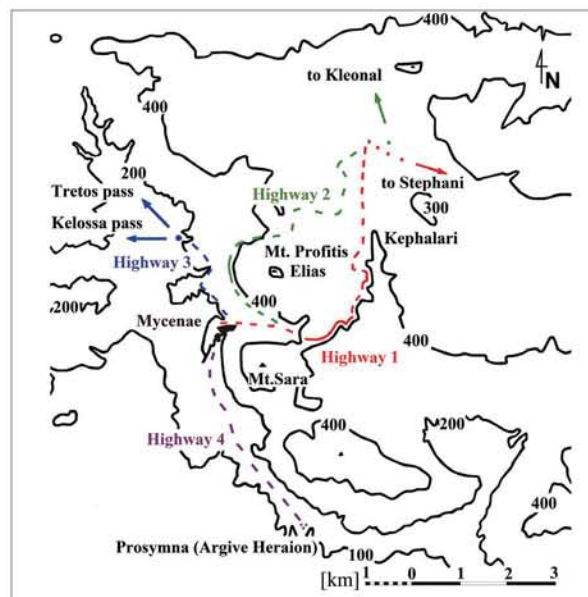 400
400
to Kleonal
N
400
200
Tretos pass
to Stephani
Highway 2
Kelossa pass
300
Highway 3
Mt. Profitis
Elias
Kephalari
200
400
Mycenae
400
Highway 1
Mt.Sara
400
200
Highway 4
400
Prosymna (Argive Heraion)
100
[km] 1 0 1 2 3